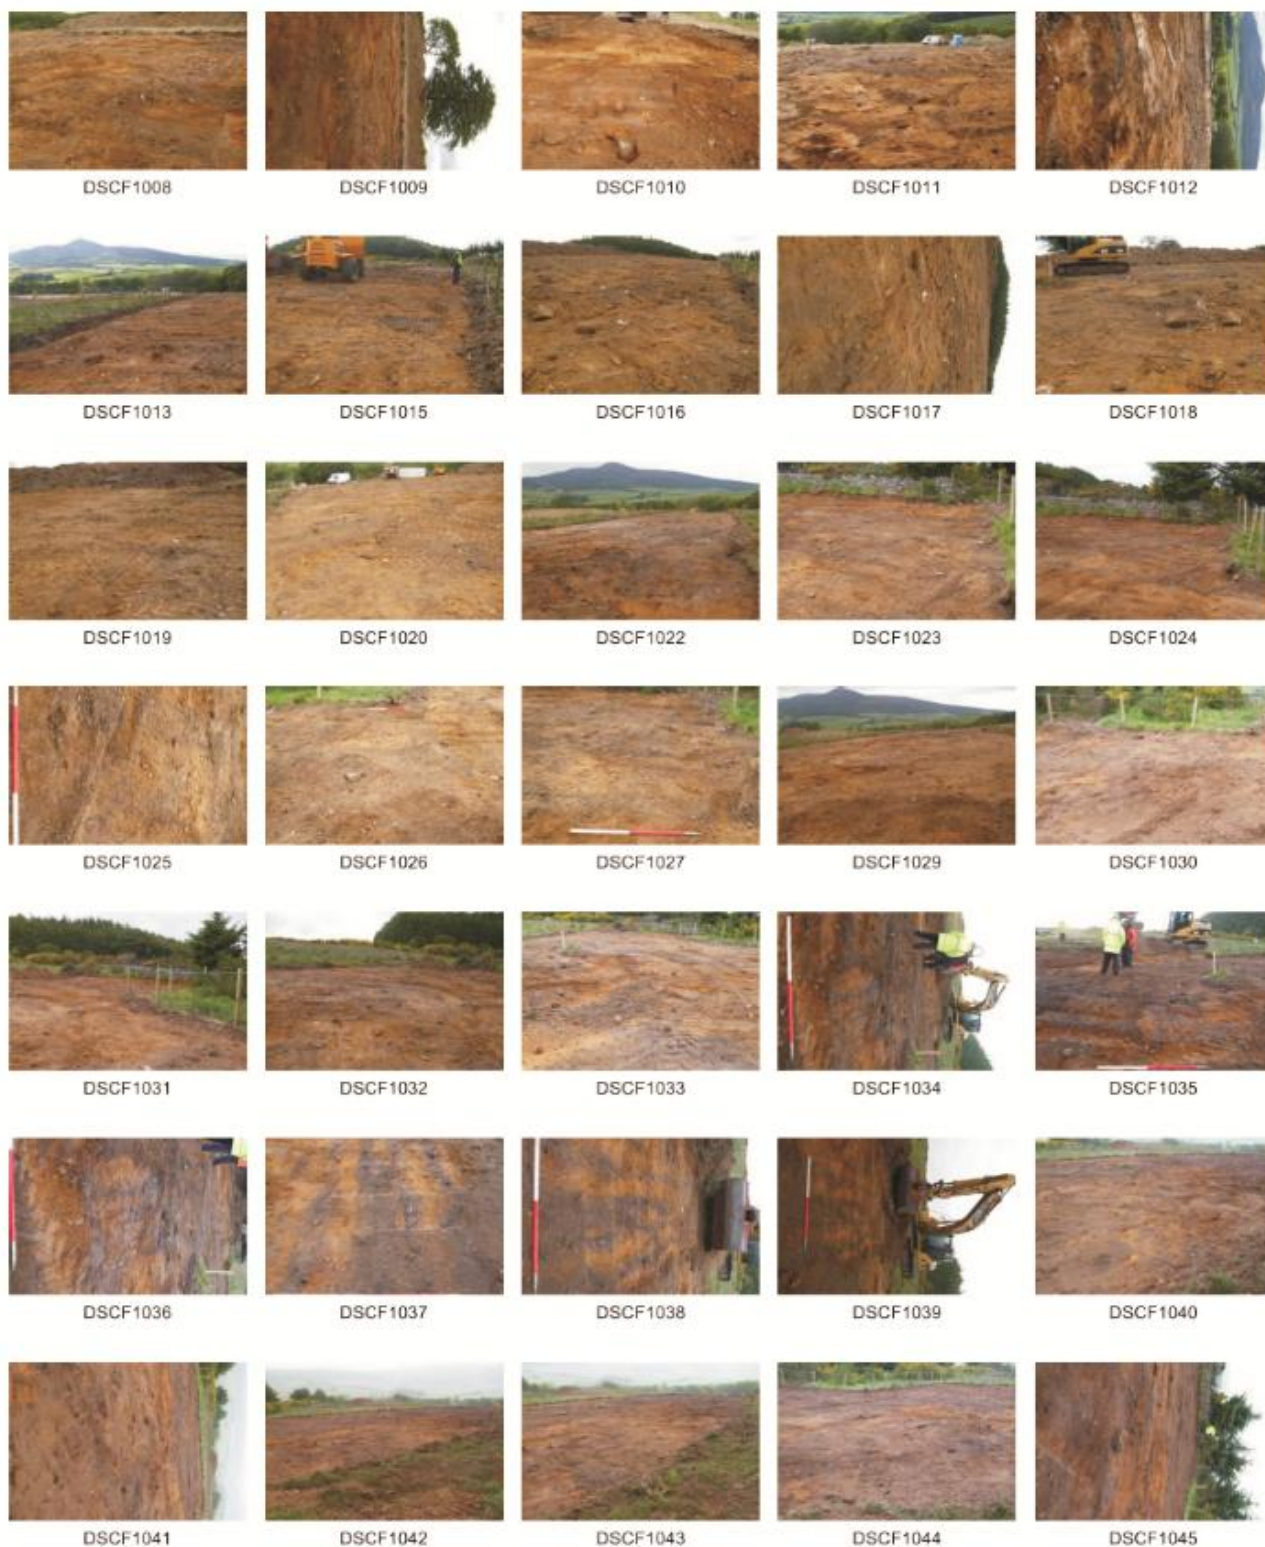 DSCF1008 DSCF1009 DSCF1010 DSCF1011 DSCF1012
DSCF1013 DSCF1015 DSCF1016 DSCF1017 DSCF1018
DSCF1019 DSCF1020 DSCF1022 DSCF1023 DSCF1024
DSCF1025 DSCF1026 DSCF1027 DSCF1029 DSCF1030
DSCF1031 DSCF1032 DSCF1033 DSCF1034 DSCF1035
DSCF1036 DSCF1037 DSCF1038 DSCF1039 DSCF1040
DSCF1041 DSCF1042 DSCF1043 DSCF1044 DSCF1045